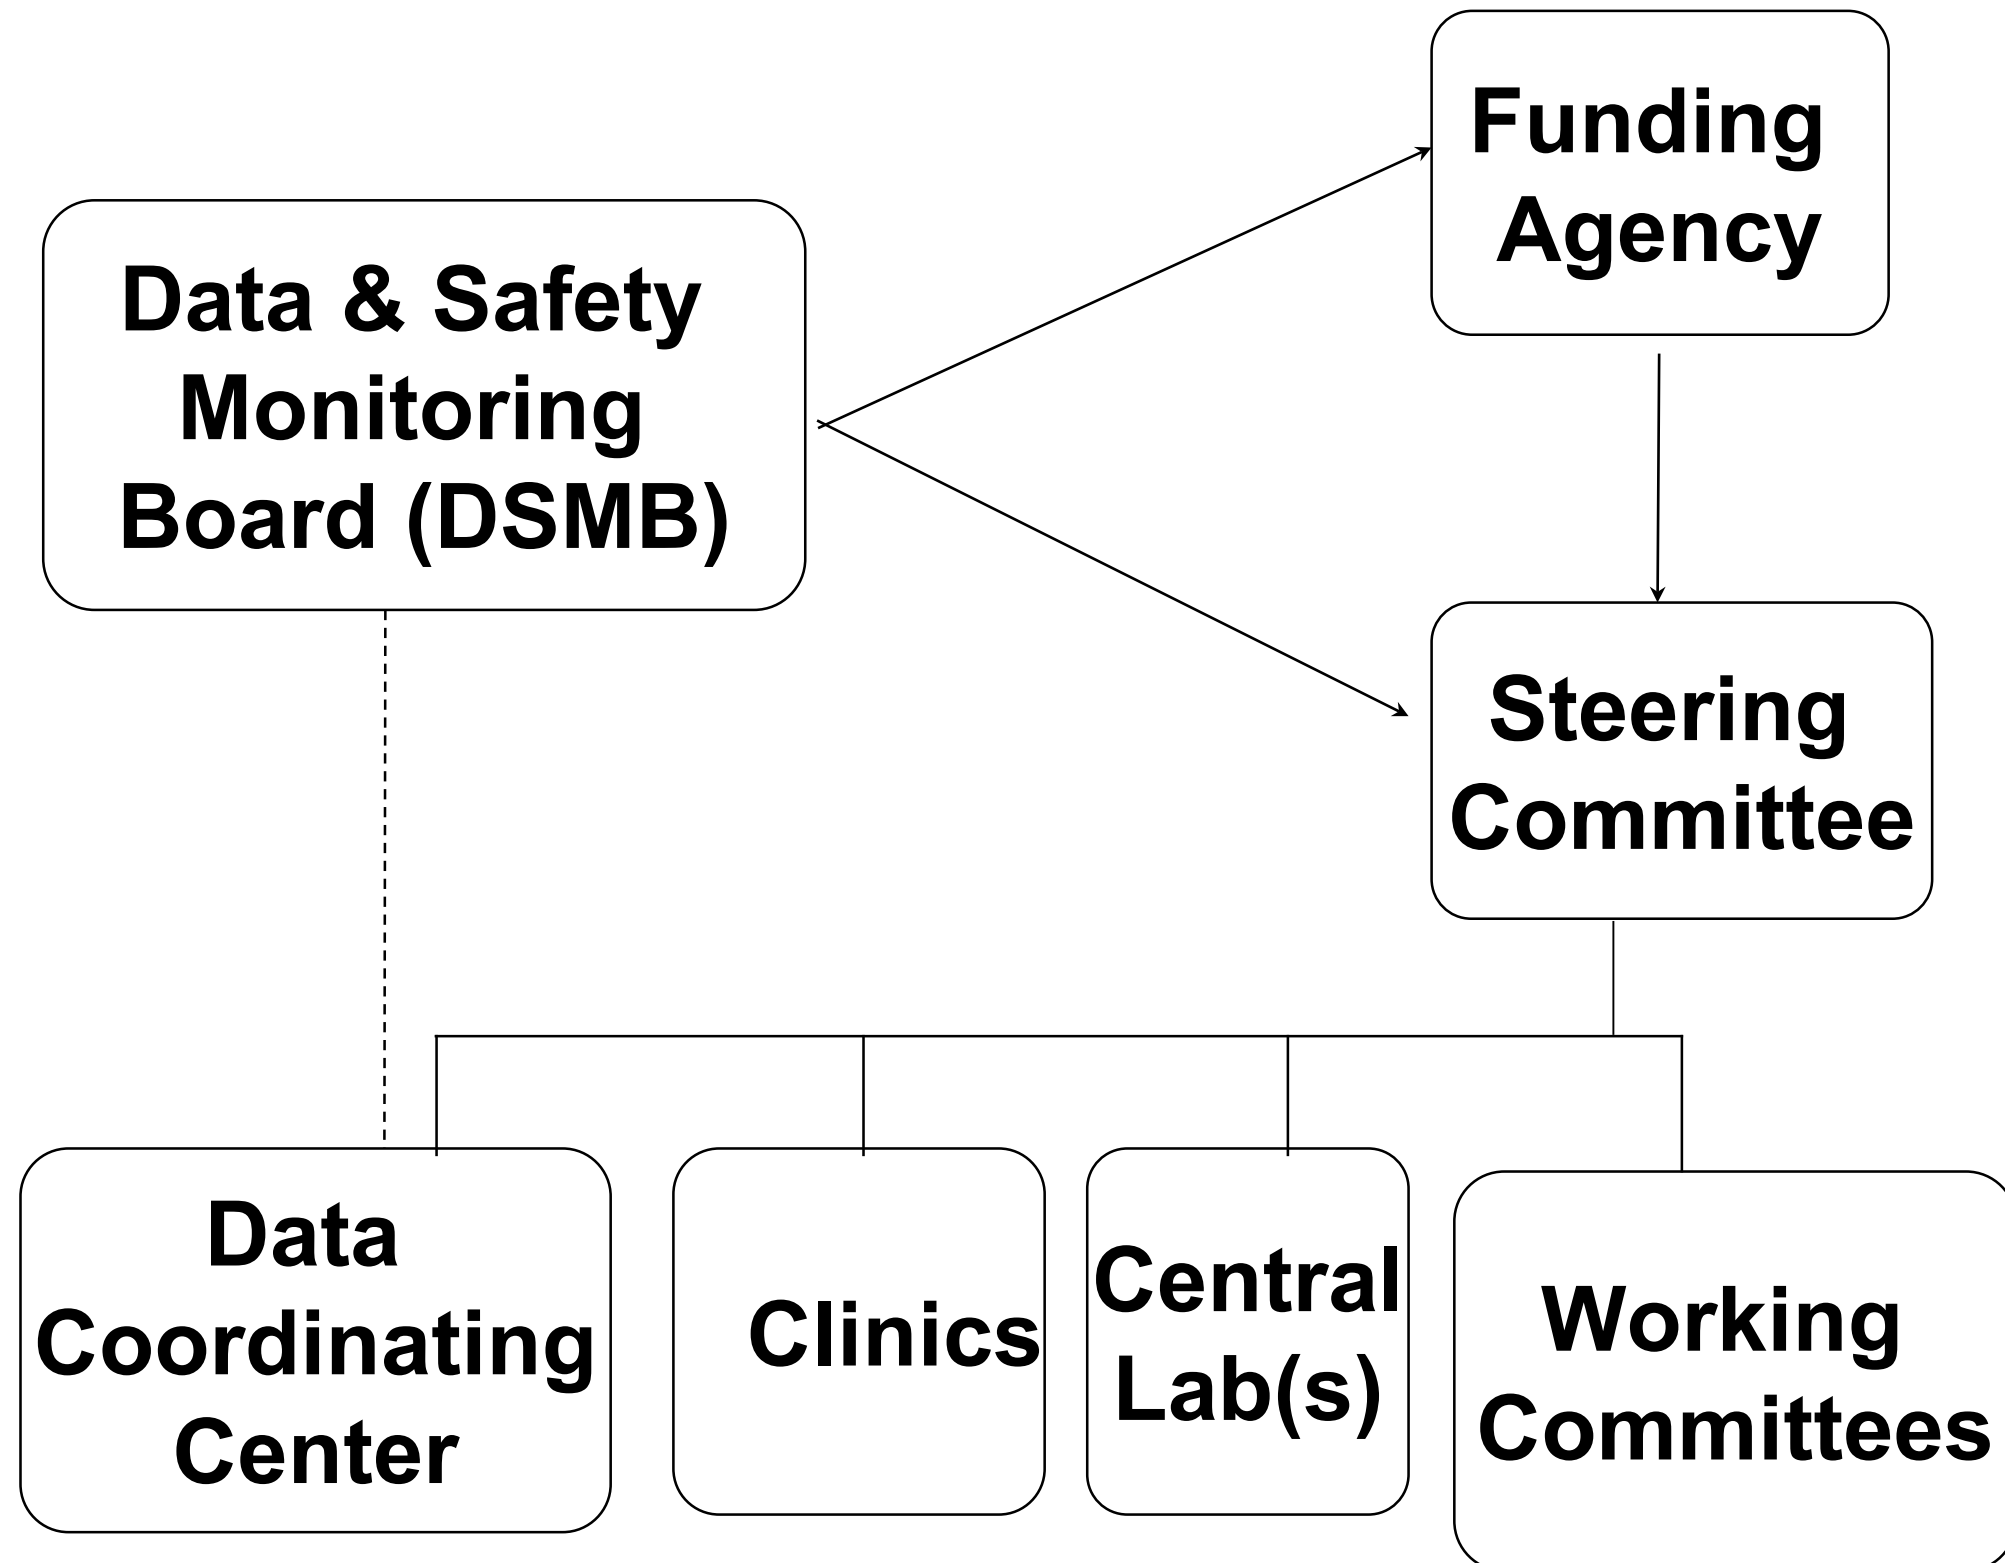 Funding
Agency
Data & Safety
Monitoring
Board (DSMB)
Steering
Committee
Data
Coordinating
Center
Clinics
Central
Lab(s)
Working
Committees